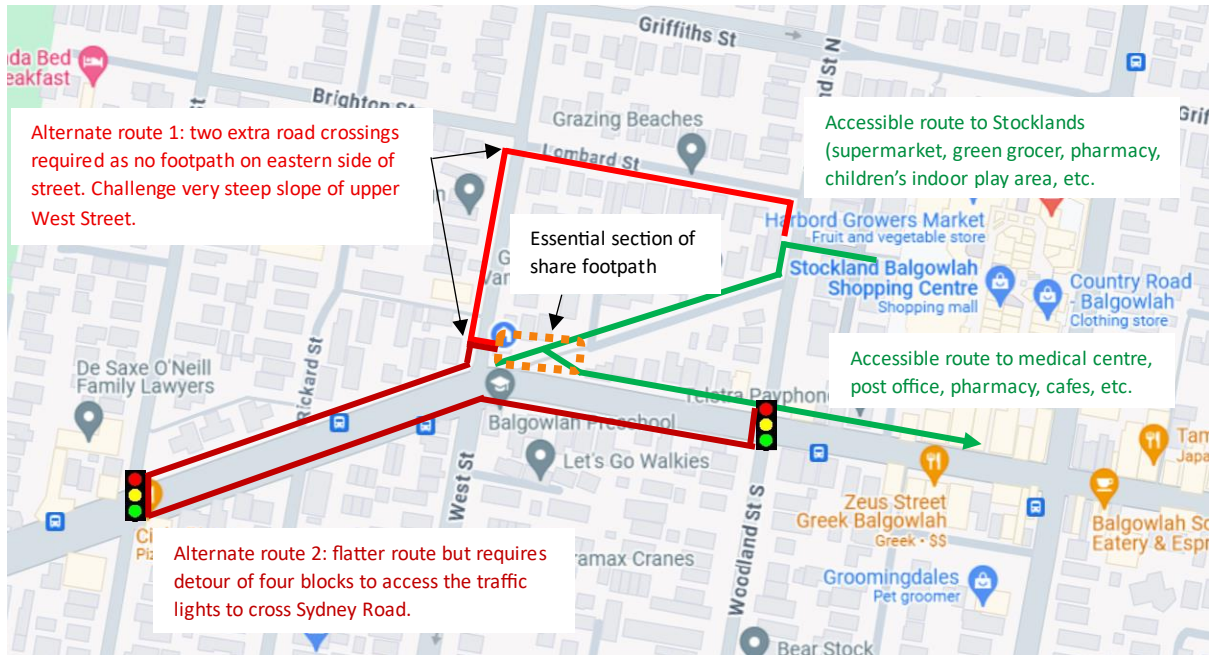 Griffiths St
nda Bed
eakfast
Brighton St
Grazing Beaches
Lombard St
nd St N
Griff
Alternate route 1: two extra road crossings
required as no footpath on eastern side of
street. Challenge very steep slope of upper
West Street.
Accessible route to Stocklands
(supermarket, green grocer, pharmacy,
children's indoor play area, etc.
Essential section of
share footpath
Harbord Growers Market
Fruit and vegetable store
Stockland Balgowlah
Shopping Centre
Shopping mall
Country Road
- Balgowlah
Clothing store
De Saxe O'Neill
Family Lawyers
Rickard St
Accessible route to medical centre,
post office, pharmacy, cafes, etc.
Telstra Payphone
Balgowlah Preschool
Let's Go Walkies
West St
Zeus Street
Greek Balgowlah
Greek • $$
Tam
Japa
Balgowlah So
Eatery & Espr
Alternate route 2: flatter route but requires
detour of four blocks to access the traffic
lights to cross Sydney Road.
Piz
ramax Cranes
Woodland S
Groomingdales
Pet groomer
Bear Stock